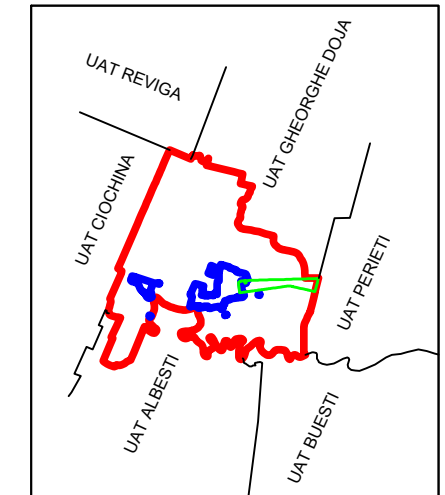 UAT REVIGA
UAT GHEORGHE DOJA
UAT CIOCHINA
UAT PERIETI
UAT ALBESTI
UAT BUESTI